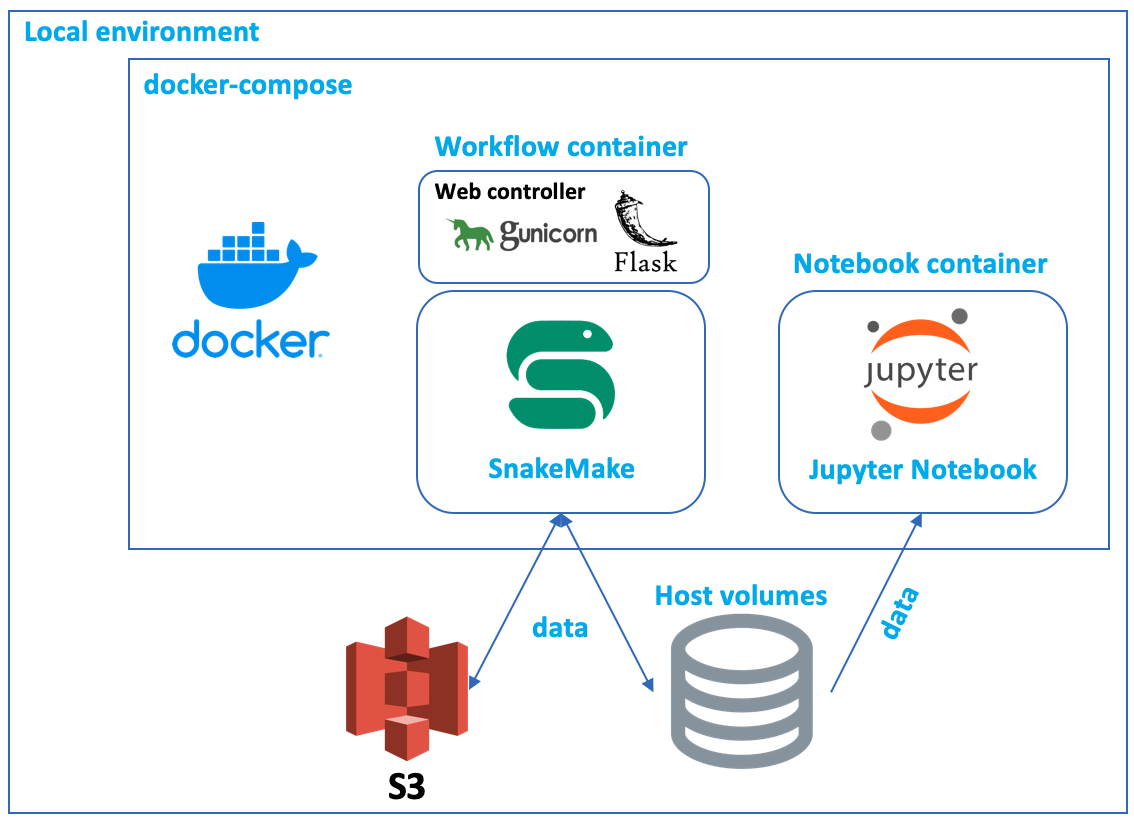 Local environment
docker-compose
Workflow container
Web controller
gunicorn
Flask
docker
Notebook container
jupyter
SnakeMake
Jupyter Notebook
Host volumes
data
data
S3